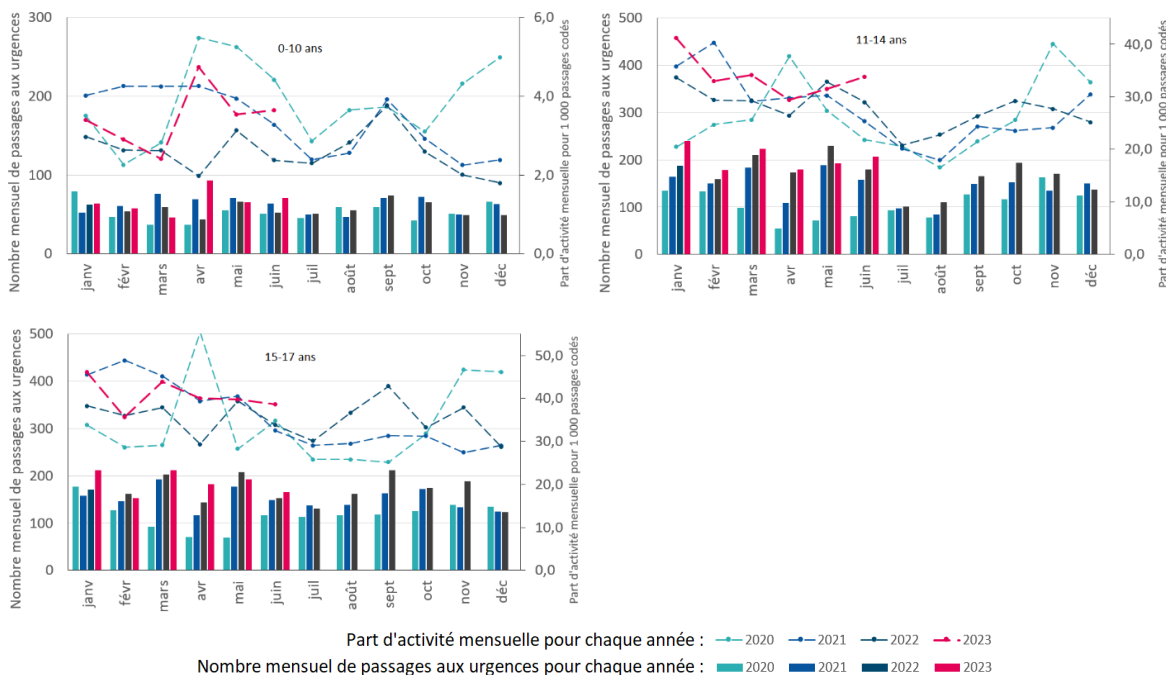 0-10 ans
Nombre mensuel de passages aux urgences
300
200
100
0
6,0
5,0
4,0
3,0
2,0
1,0
0,0
Part d'activité mensuelle pour 1 000 passages codés
janv
févr
mars
avr
mai
juin
juil
août
sept
oct
nov
déc
11-14 ans
Nombre mensuel de passages aux urgences
500
400
300
200
100
0
40,0
30,0
20,0
10,0
0,0
Part d'activité mensuelle pour 1 000 passages codés
janv
févr
mars
avr
mai
juin
juil
août
sept
oct
nov
déc
15-17 ans
Nombre mensuel de passages aux urgences
500
400
300
200
100
0
50,0
40,0
30,0
20,0
10,0
0,0
Part d'activité mensuelle pour 1 000 passages codés
janv
févr
mars
avr
mai
juin
juil
août
sept
oct
nov
déc
Part d'activité mensuelle pour chaque année : 2020 2021 2022 2023
Nombre mensuel de passages aux urgences pour chaque année : 2020 2021 2022 2023